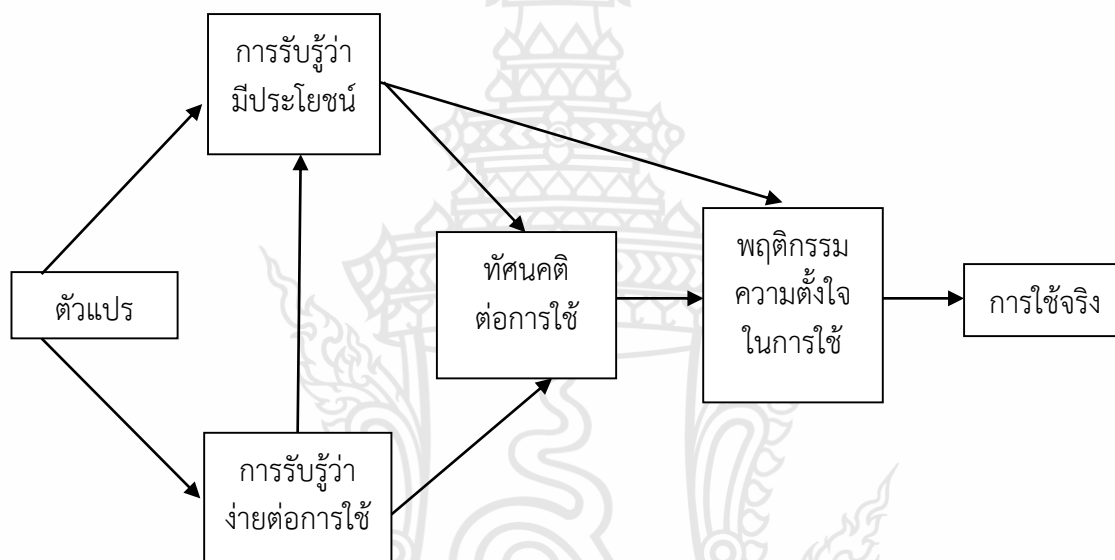 การรับรู้ว่า
มีประโยชน์
ตัวแปร
ทัศนคติ
ต่อการใช้
พฤติกรรม
ความตั้งใจ
ในการใช้
การใช้จริง
การรับรู้ว่า
ง่ายต่อการใช้